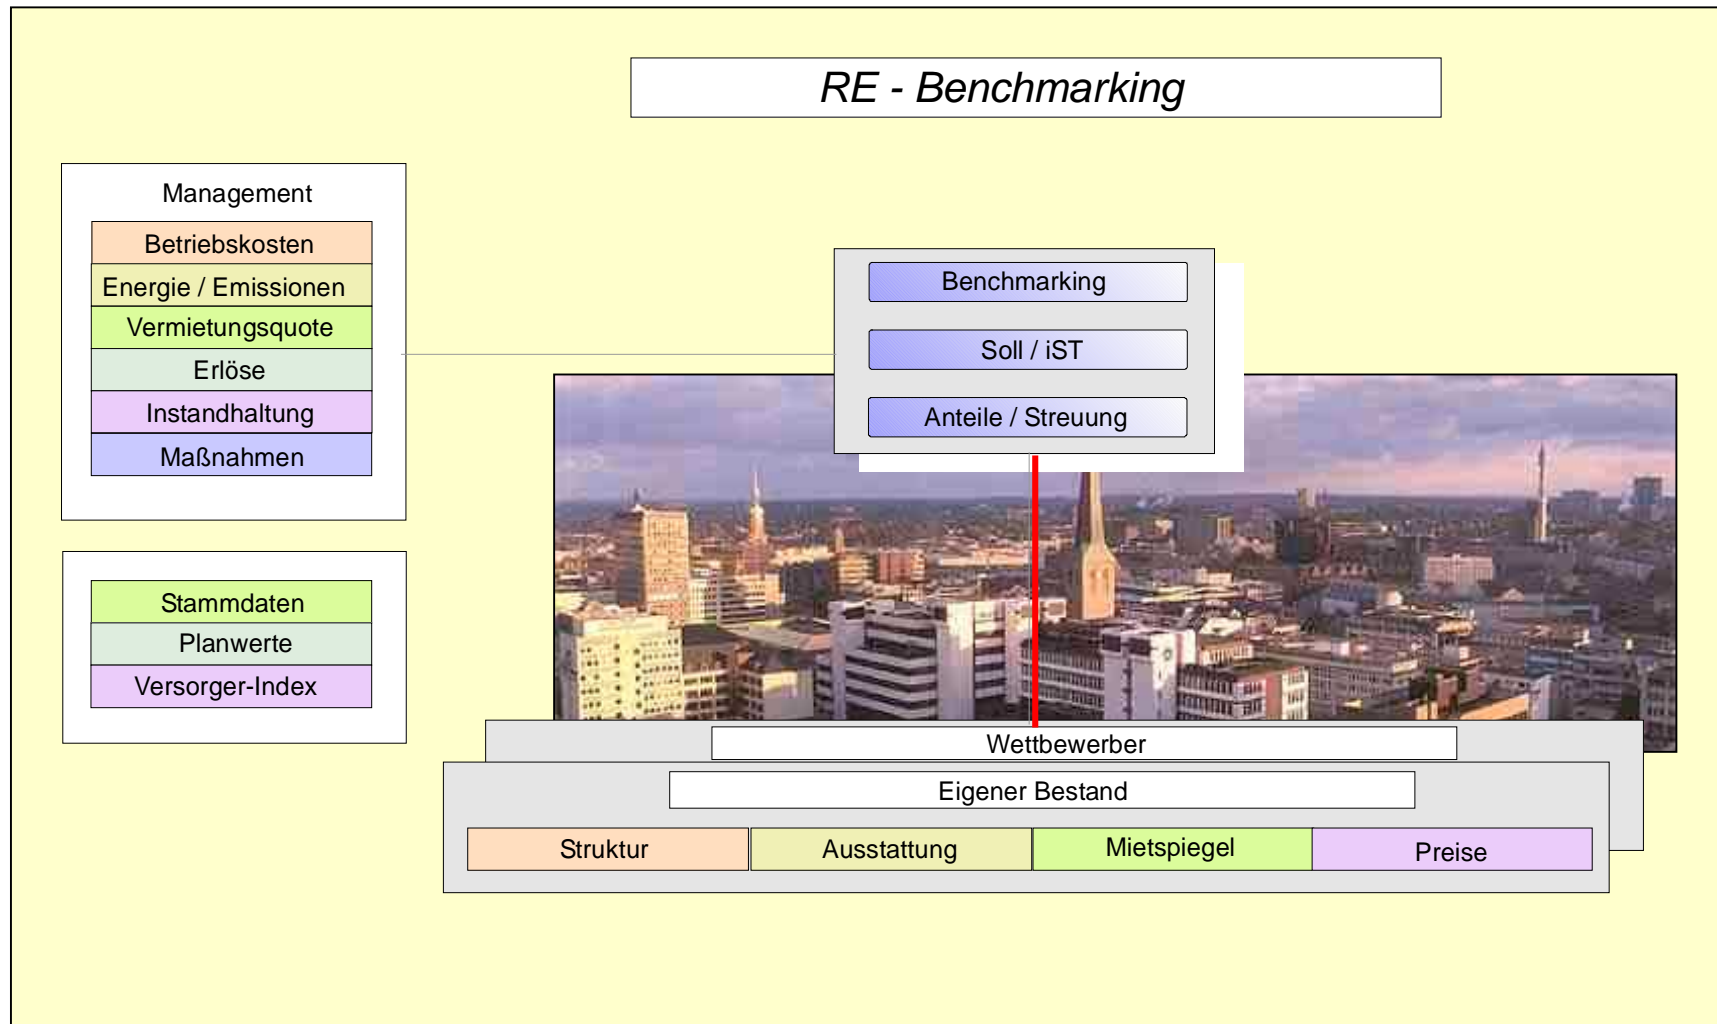 RE - Benchmarking
Management
Betriebskosten
Energie / Emissionen
Vermietungsquote
Erlöse
Instandhaltung
Maßnahmen
Stammdaten
Planwerte
Versorger-Index
Benchmarking
Soll / iST
Anteile / Streuung
Wettbewerber
Eigener Bestand
Struktur
Ausstattung
Mietspiegel
Preise